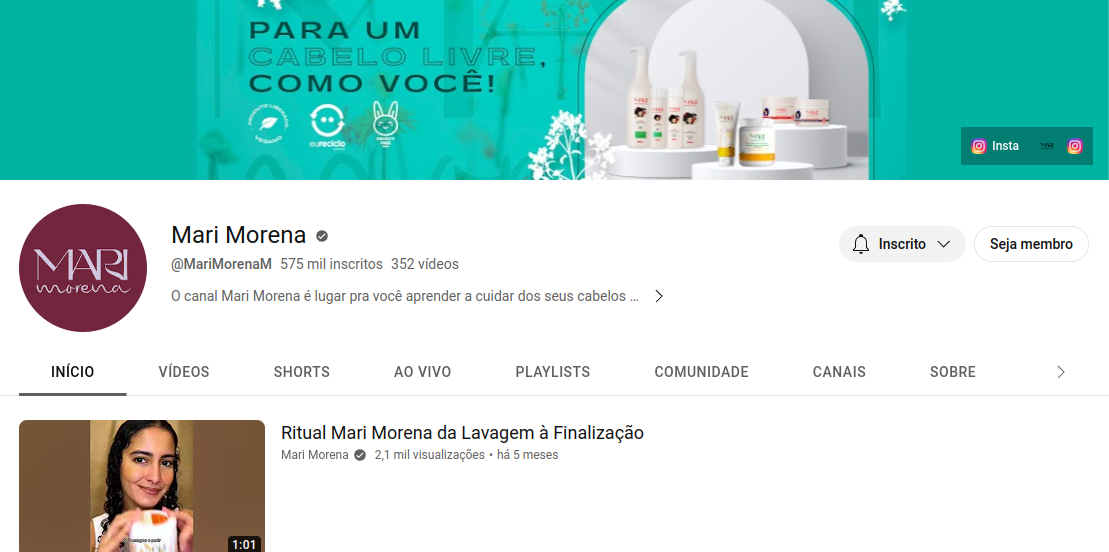 PARA UM
CABELO LIVRE,
COMO VOCÊ!
PRODUTO LIBERADO
VEGANO
eureciclo
CRUELTY
FREE
Insta
MARI
morena
Mari Morena
@MariMorenaM 575 mil inscritos 352 vídeos
O canal Mari Morena é lugar pra você aprender a cuidar dos seus cabelos ...
Inscrito
Seja membro
INÍCIO VÍDEOS SHORTS AO VIVO PLAYLISTS COMUNIDADE CANAIS SOBRE
Ritual Mari Morena da Lavagem à Finalização
Mari Morena 2,1 mil visualizações • há 5 meses
1:01